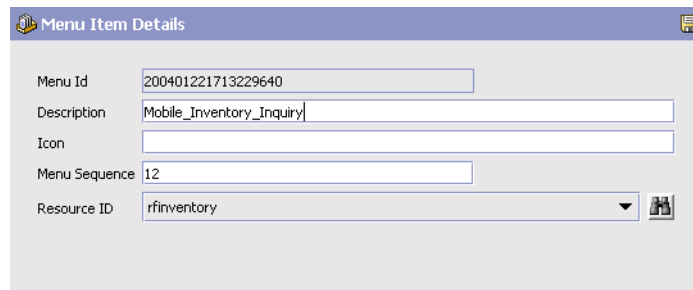 Menu Item Details
Menu Id 200401221713229640
Description Mobile_Inventory_Inquiry
Icon
Menu Sequence 12
Resource ID rfinventory